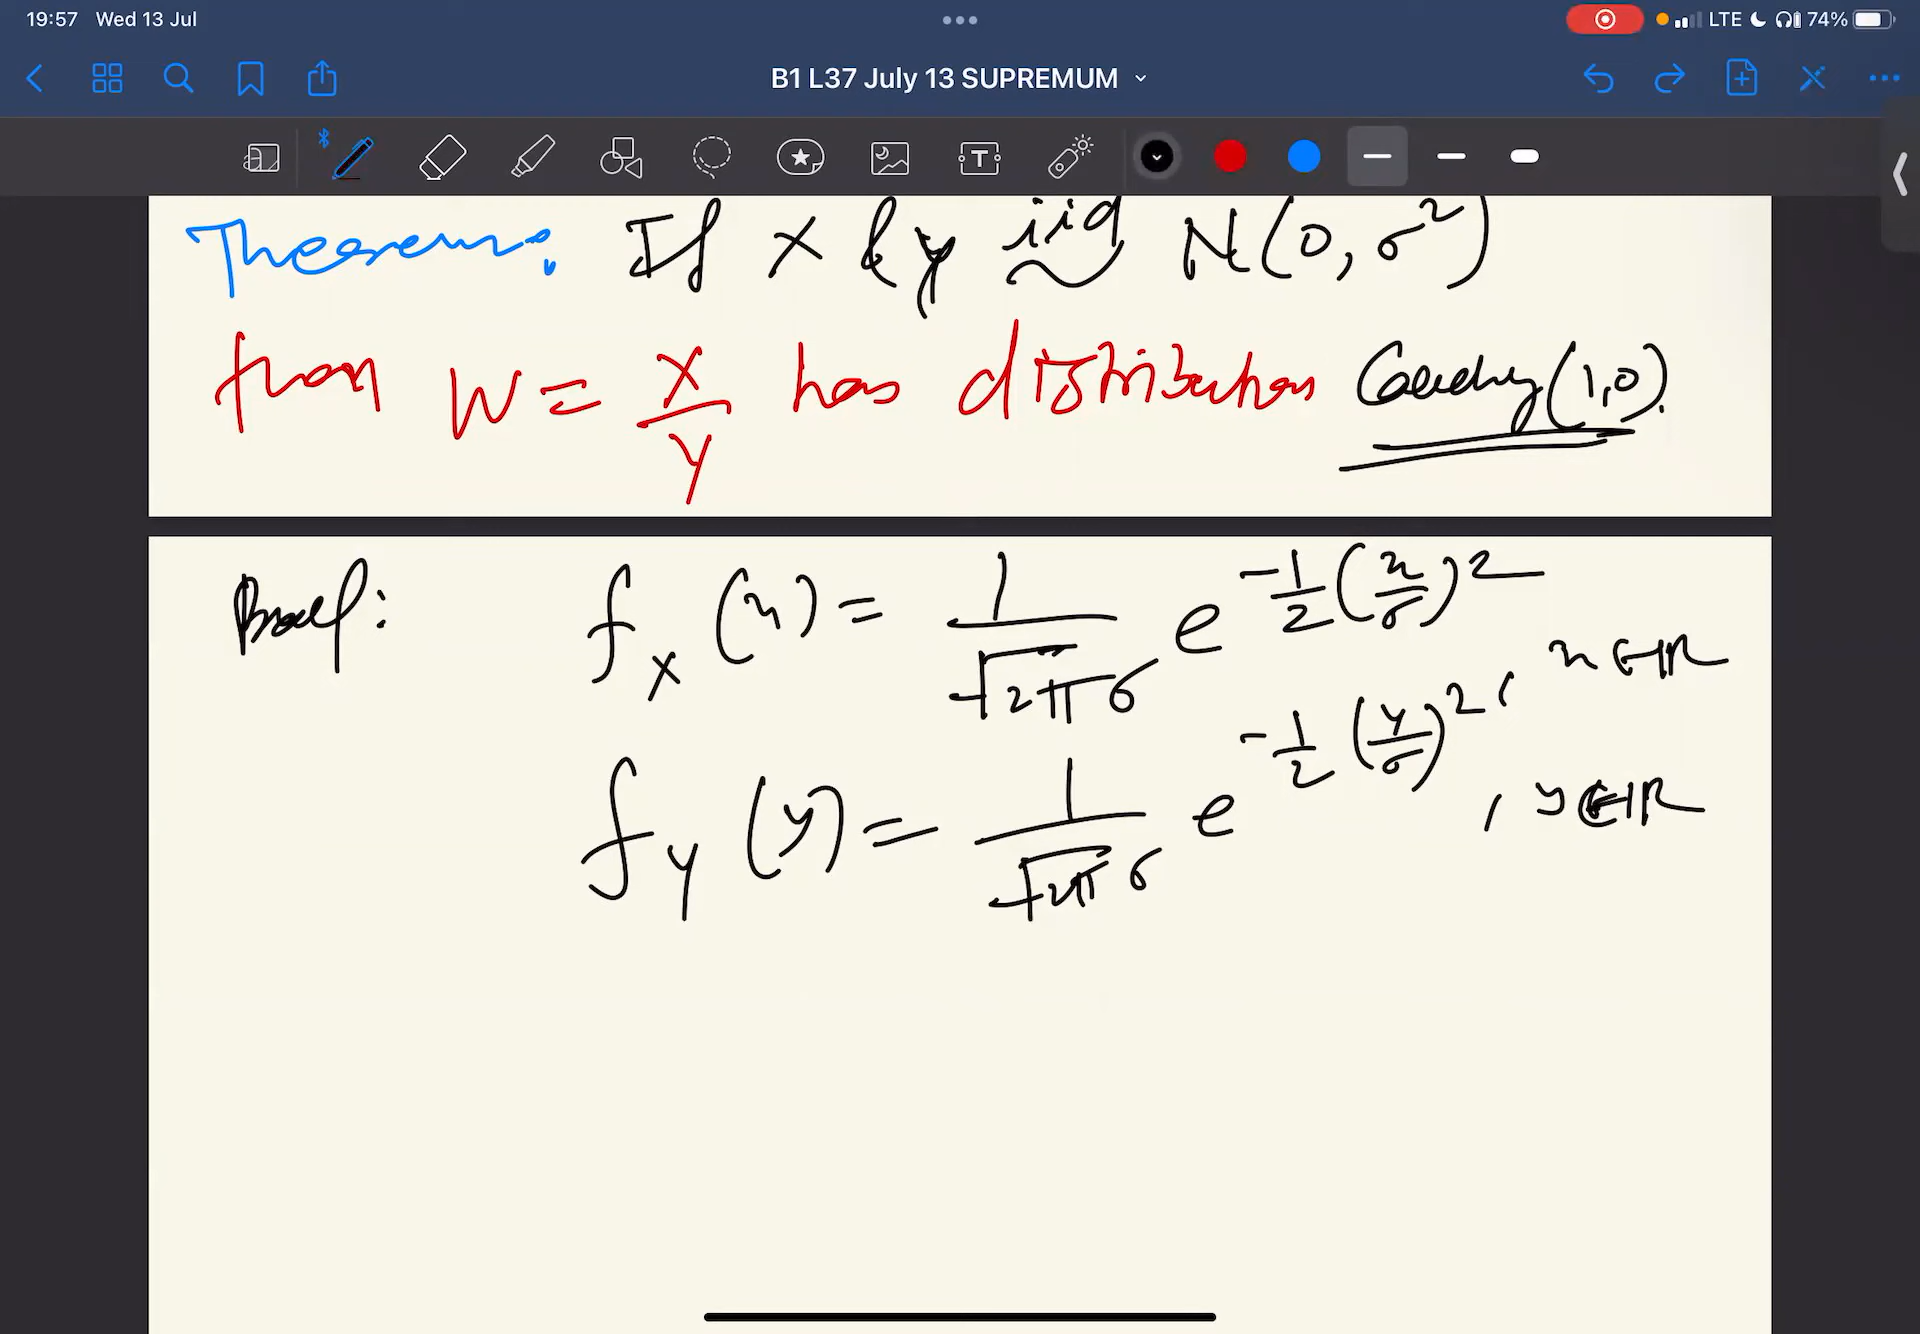 19:57 Wed 13 Jul LTE 74%
B1 L37 July 13 SUPREMUM
Theorem: If X & Y iid ~ N(0, σ²)
then W = X/Y has distribution Cauchy(1,0).
Proof: f_X(x) = 1/(√2π σ) e^{-1/2 (x/σ)²}, x∈ℝ
f_Y(y) = 1/(√2π σ) e^{-1/2 (y/σ)²}, y∈ℝ